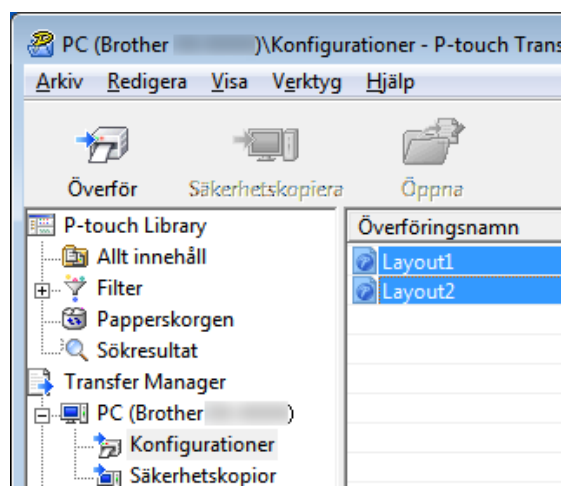 PC (Brother )\Konfigurationer - P-touch Trans
Arkiv Redigera Visa Verktyg Hjälp
Överför Säkerhetskopiera Öppna
P-touch Library
Allt innehåll
Filter
Papperskorgen
Sökresultat
Transfer Manager
PC (Brother )
Konfigurationer
Säkerhetskopior
Överföringsnamn
Layout1
Layout2